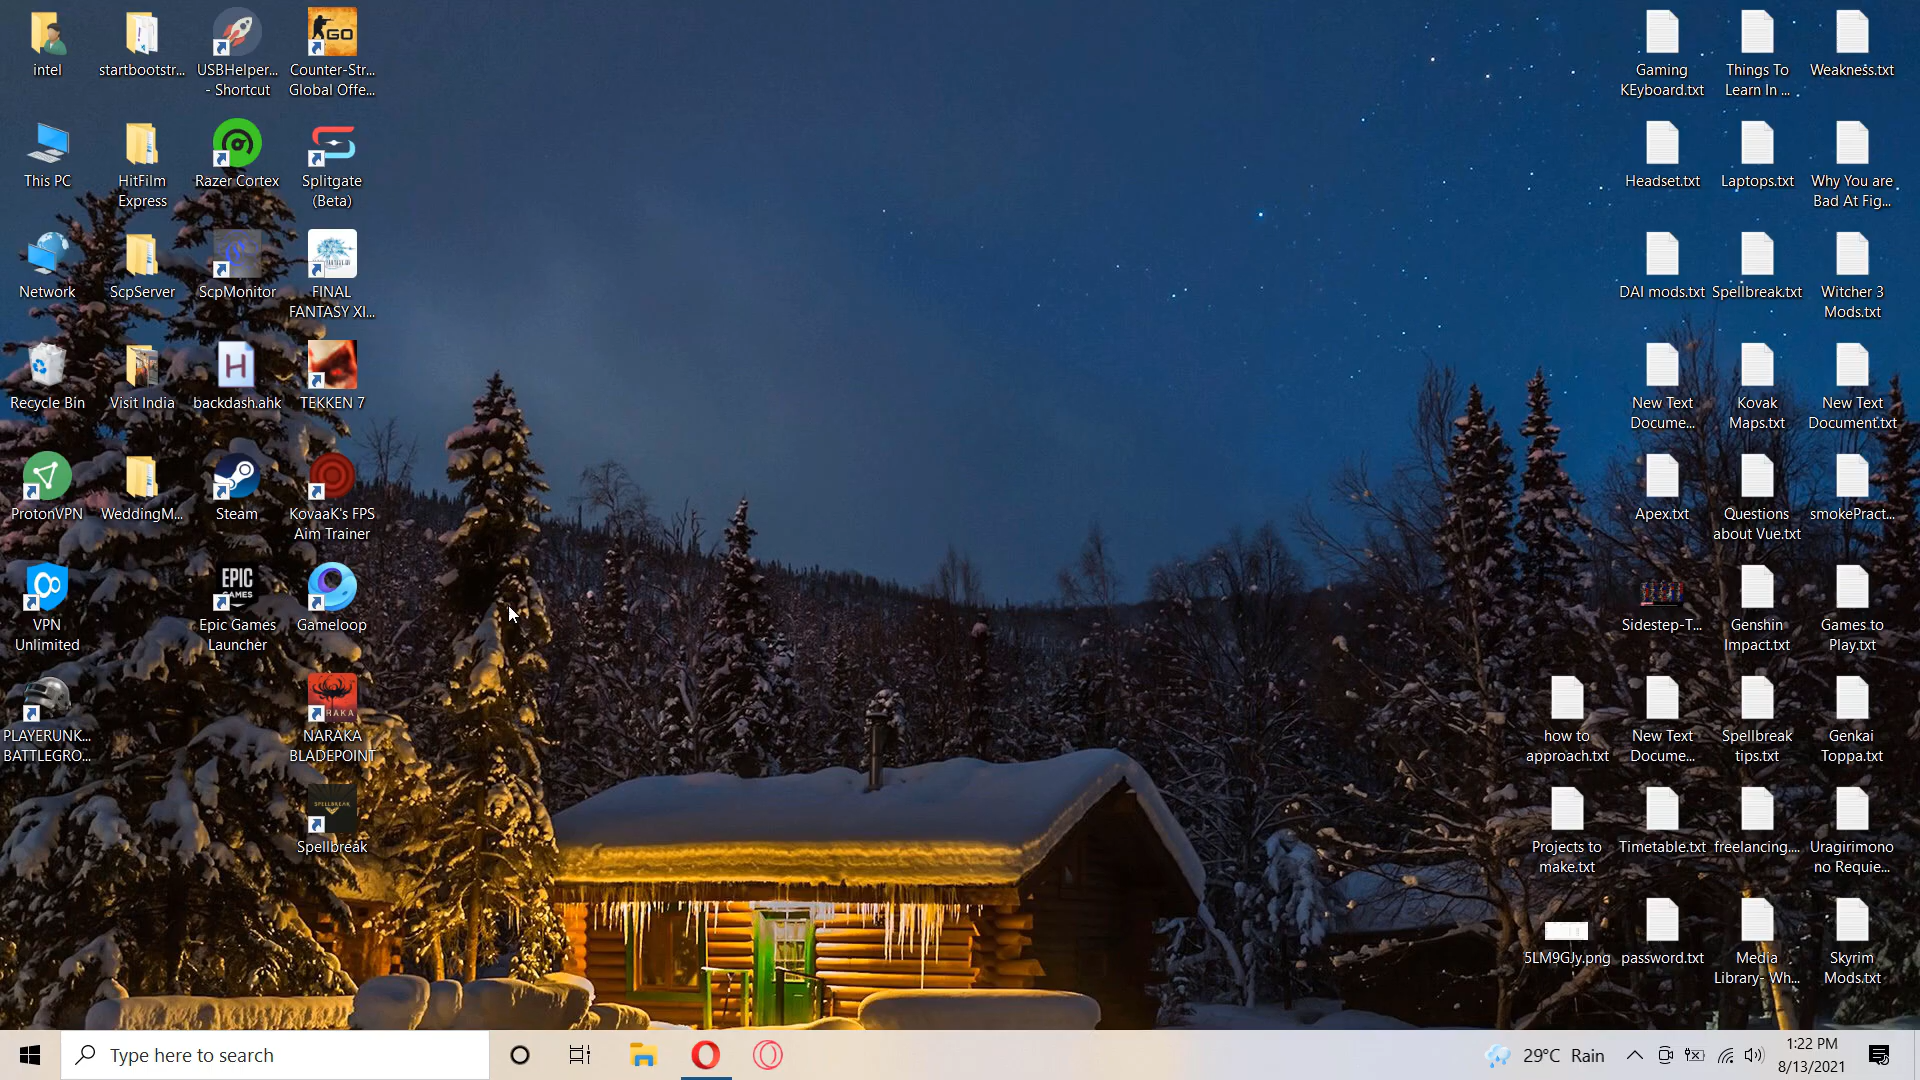 intel
startbootstr...
USBHelper...
- Shortcut
Counter-Str...
Global Offe...
GO
This PC
HitFilm
Express
Razer Cortex
Splitgate
(Beta)
Network
ScpServer
ScpMonitor
FINAL
FANTASY XI...
Recycle Bin
Visit India
H
backdash.ahk
TEKKEN 7
ProtonVPN
WeddingM...
Steam
KovaaK's FPS
Aim Trainer
VPN
Unlimited
EPIC
GAMES
Epic Games
Launcher
Gameloop
PLAYERUNK...
BATTLEGRO...
NARAKA
BLADEPOINT
SPELLBREAK
Spellbreak
Gaming
KEyboard.txt
Things To
Learn In ...
Weakness.txt
Headset.txt
Laptops.txt
Why You are
Bad At Fig...
DAI mods.txt
Spellbreak.txt
Witcher 3
Mods.txt
New Text
Docume...
Kovak
Maps.txt
New Text
Document.txt
Apex.txt
Questions
about Vue.txt
smokePract...
Sidestep-T...
Genshin
Impact.txt
Games to
Play.txt
how to
approach.txt
New Text
Docume...
Spellbreak
tips.txt
Genkai
Toppa.txt
Projects to
make.txt
Timetable.txt
freelancing....
Uragirimono
no Requie...
5LM9GJy.png
password.txt
Media
Library- Wh...
Skyrim
Mods.txt
Type here to search
29°C Rain
1:22 PM
8/13/2021